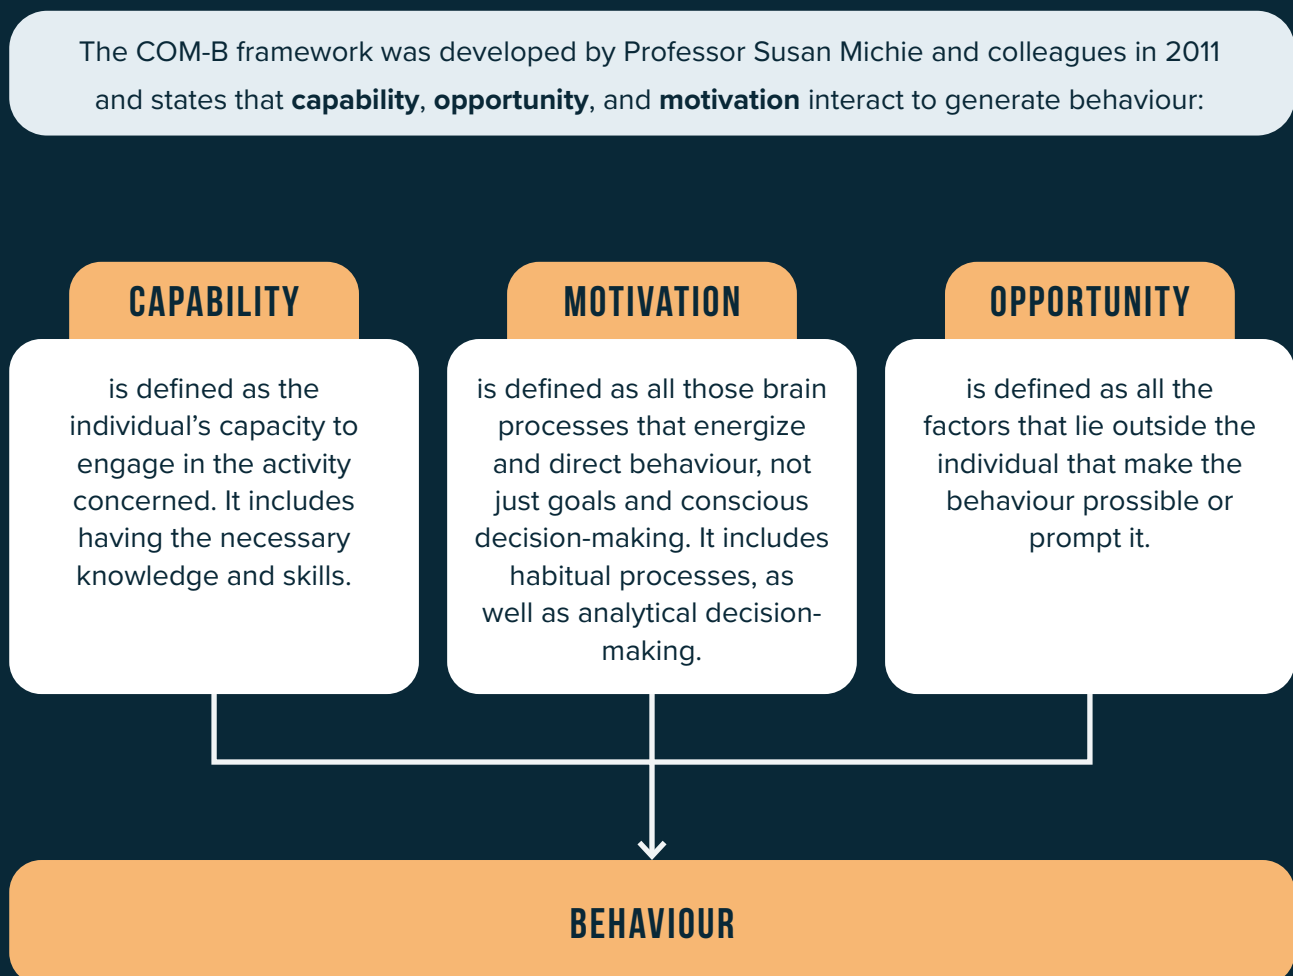 The COM-B framework was developed by Professor Susan Michie and colleagues in 2011
and states that capability, opportunity, and motivation interact to generate behaviour:
CAPABILITY
is defined as the
individual’s capacity to
engage in the activity
concerned. It includes
having the necessary
knowledge and skills.
MOTIVATION
is defined as all those brain
processes that energize
and direct behaviour, not
just goals and conscious
decision-making. It includes
habitual processes, as
well as analytical decision-
making.
OPPORTUNITY
is defined as all the
factors that lie outside the
individual that make the
behaviour prossible or
prompt it.
BEHAVIOUR